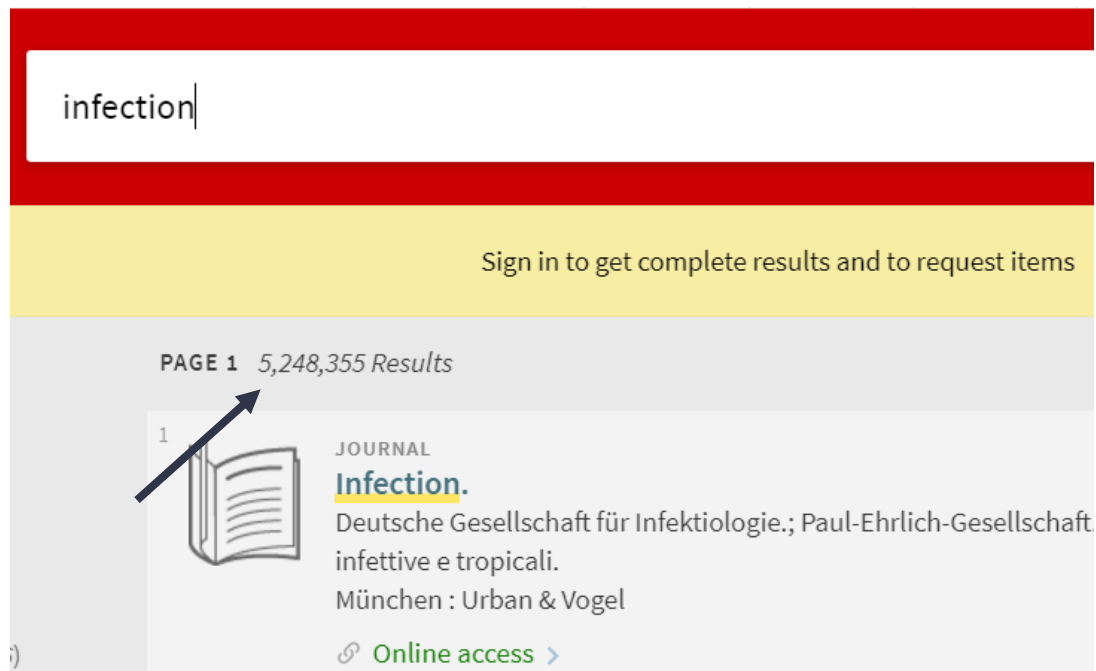 infection
Sign in to get complete results and to request items
PAGE 1 5,248,355 Results
1
JOURNAL
Infection.
Deutsche Gesellschaft für Infektiologie.; Paul-Ehrlich-Gesellschaft.
infettive e tropicali.
München : Urban & Vogel
Online access